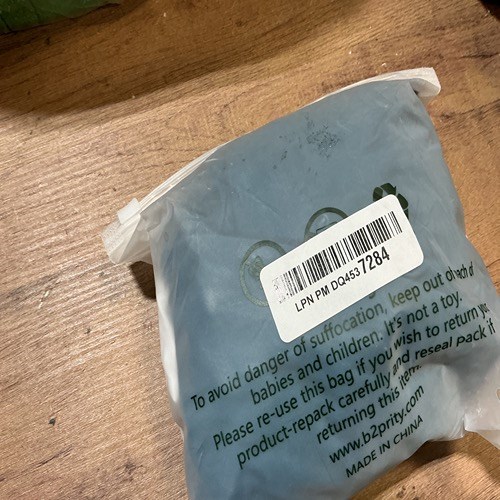 LPN PM DQ453 7284
To avoid danger of suffocation, keep out of reach of
babies and children. It's not a toy.
Please re-use this bag if you wish to return your
product-repack carefully and reseal pack if
returning this item.
www.b2prity.com
MADE IN CHINA